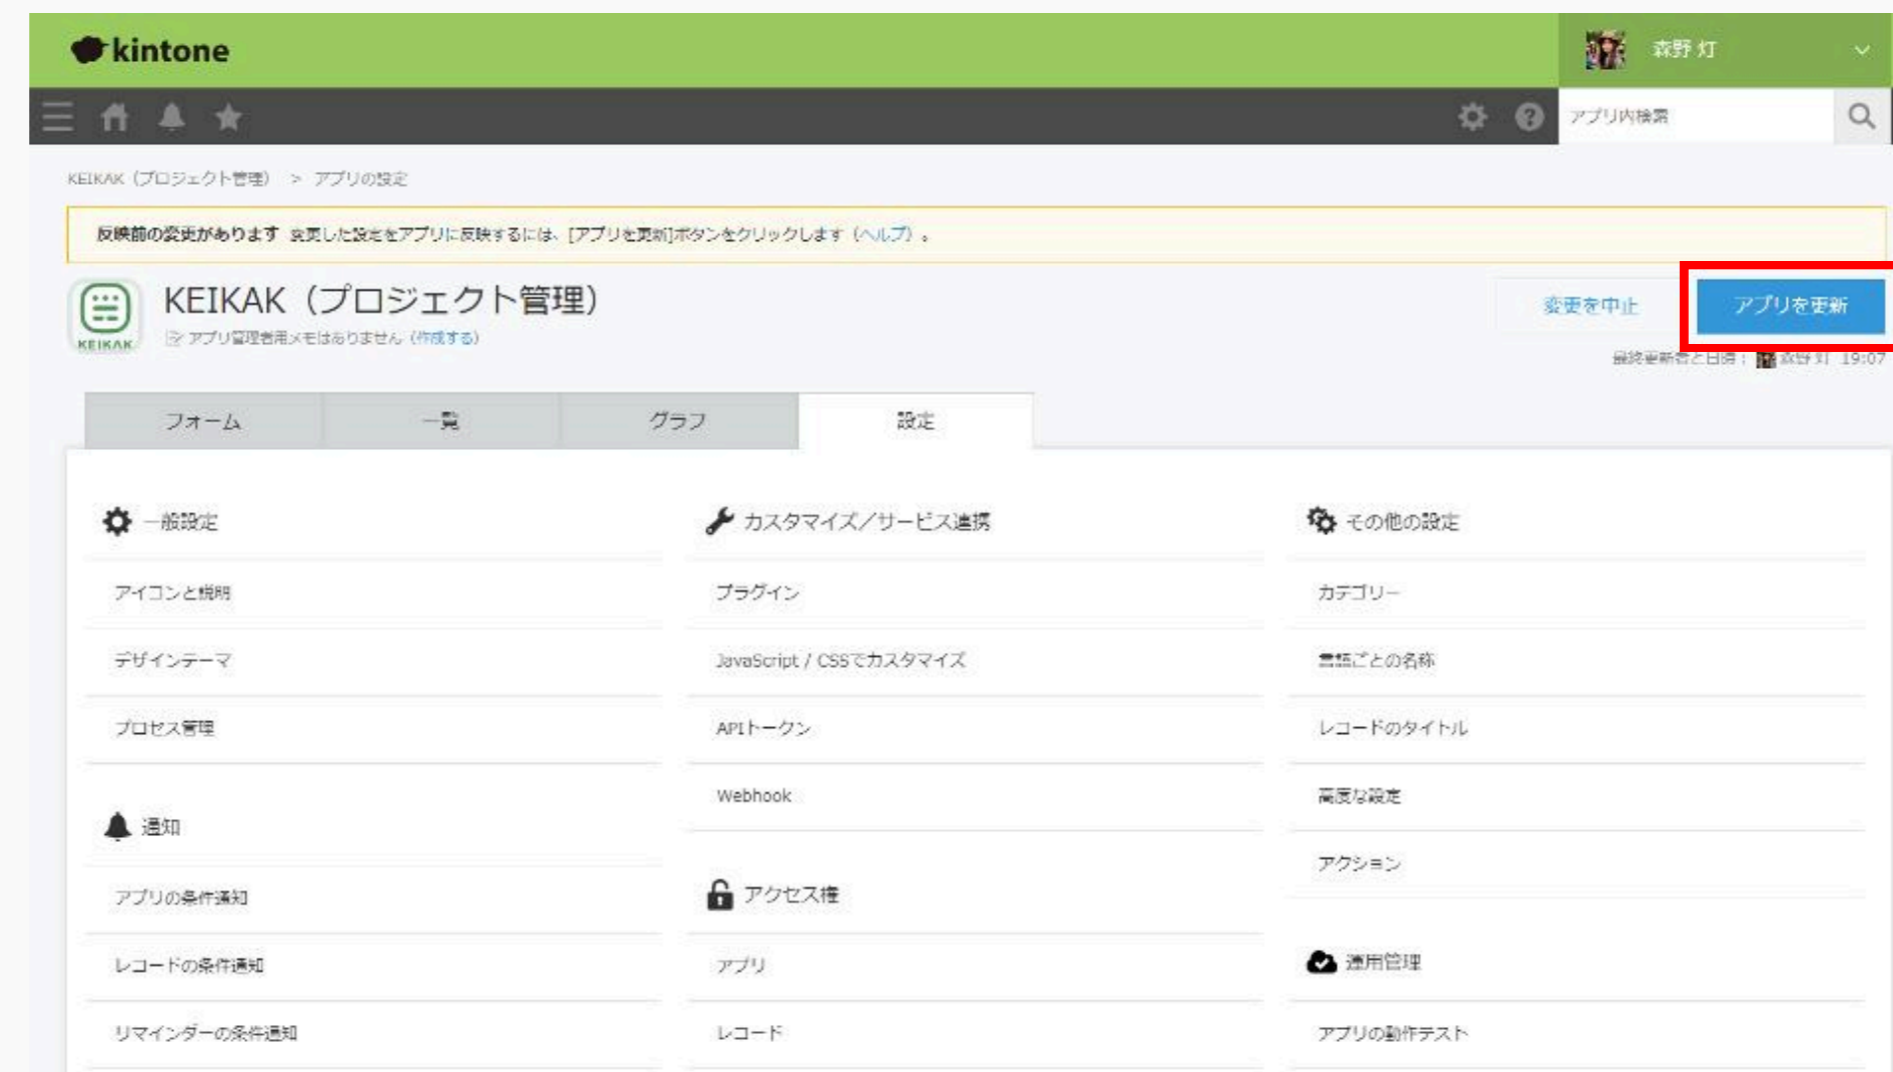 kintone
森野 灯
アプリ内検索
KEIKAK（プロジェクト管理） > アプリの設定
反映前の変更があります 変更した設定をアプリに反映するには、[アプリを更新]ボタンをクリックします（ヘルプ）。
KEIKAK
KEIKAK（プロジェクト管理）
アプリ管理者用メモはありません（作成する）
変更を中止
アプリを更新
最終更新者と日時： 森野 灯 19:07
フォーム
一覧
グラフ
設定
一般設定
アイコンと説明
デザインテーマ
プロセス管理
通知
アプリの条件通知
レコードの条件通知
リマインダーの条件通知
カスタマイズ／サービス連携
プラグイン
JavaScript / CSSでカスタマイズ
APIトークン
Webhook
アクセス権
アプリ
レコード
その他の設定
カテゴリー
言語ごとの名称
レコードのタイトル
高度な設定
アクション
運用管理
アプリの動作テスト